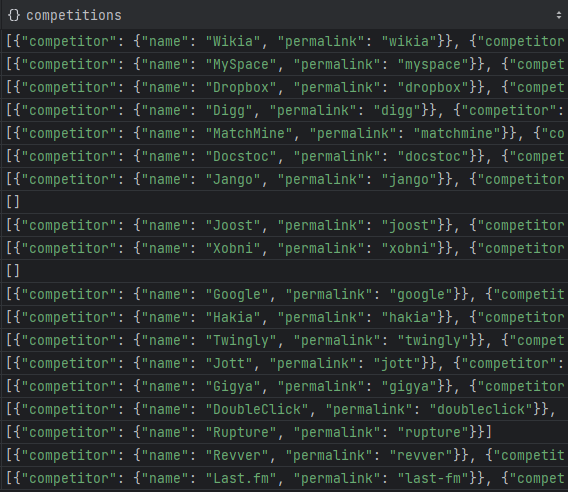 {} competitions
[{"competitor": {"name": "Wikia", "permalink": "wikia"}}, {"competitor
[{"competitor": {"name": "MySpace", "permalink": "myspace"}}, {"compet
[{"competitor": {"name": "Dropbox", "permalink": "dropbox"}}, {"compet
[{"competitor": {"name": "Digg", "permalink": "digg"}}, {"competitor":
[{"competitor": {"name": "MatchMine", "permalink": "matchmine"}}, {"co
[{"competitor": {"name": "Docstoc", "permalink": "docstoc"}}, {"compet
[{"competitor": {"name": "Jango", "permalink": "jango"}}, {"competitor
[]
[{"competitor": {"name": "Joost", "permalink": "joost"}}, {"competitor
[{"competitor": {"name": "Xobni", "permalink": "xobni"}}, {"competitor
[]
[{"competitor": {"name": "Google", "permalink": "google"}}, {"competit
[{"competitor": {"name": "Hakia", "permalink": "hakia"}}, {"competitor
[{"competitor": {"name": "Twingly", "permalink": "twingly"}}, {"compet
[{"competitor": {"name": "Jott", "permalink": "jott"}}, {"competitor":
[{"competitor": {"name": "Gigya", "permalink": "gigya"}}, {"competitor
[{"competitor": {"name": "DoubleClick", "permalink": "doubleclick"}},
[{"competitor": {"name": "Rupture", "permalink": "rupture"}}]
[{"competitor": {"name": "Revver", "permalink": "revver"}}, {"competit
[{"competitor": {"name": "Last.fm", "permalink": "last-fm"}}, {"compet